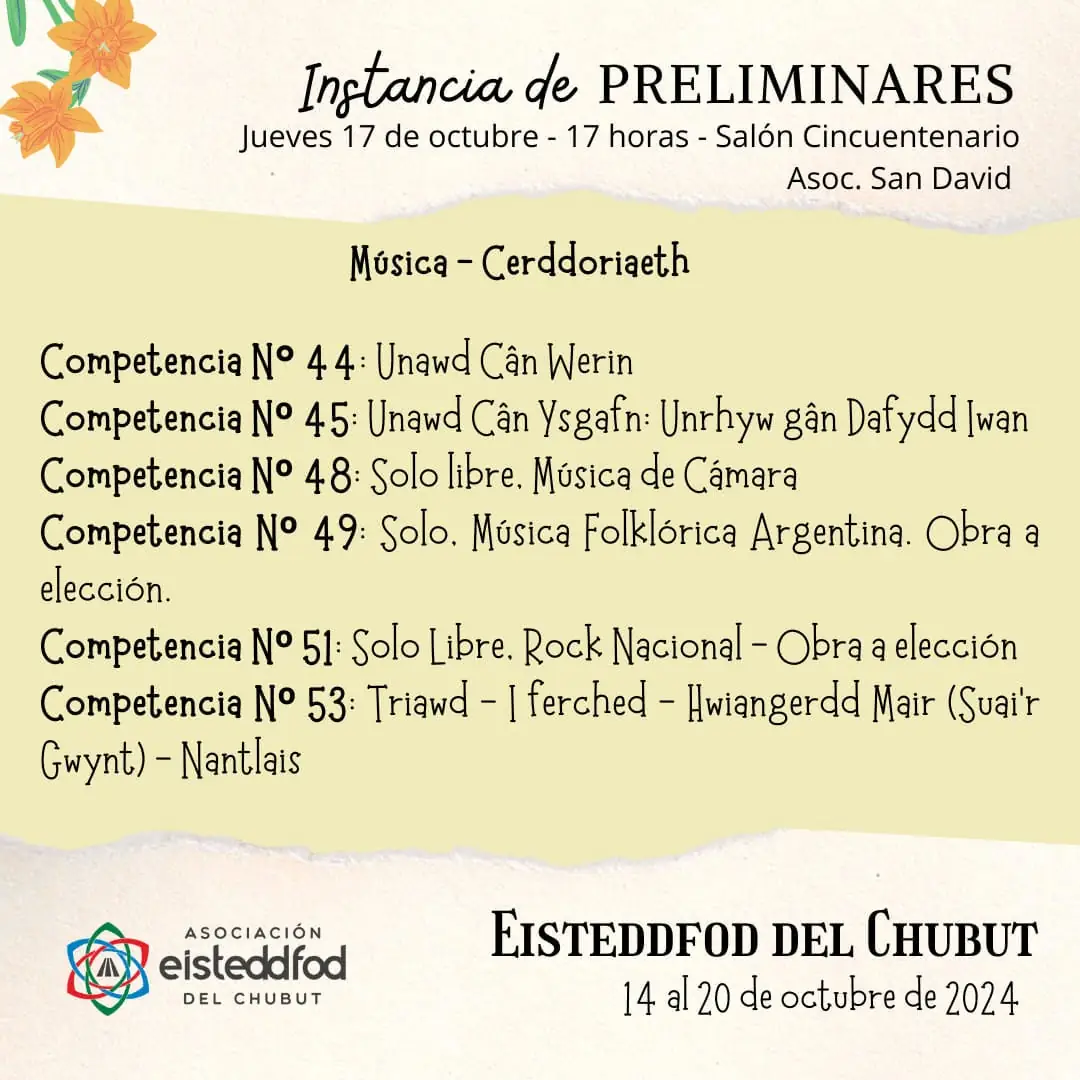 Instancia de PRELIMINARES
Jueves 17 de octubre - 17 horas - Salón Cincuentenario
Asoc. San David
Música - Cerddoriaeth
Competencia Nº 44: Unawd Cân Werin
Competencia Nº 45: Unawd Cân Ysgafn: Unrhyw gân Dafydd Iwan
Competencia Nº 48: Solo libre, Música de Cámara
Competencia Nº 49: Solo, Música Folklórica Argentina. Obra a
elección.
Competencia Nº 51: Solo Libre, Rock Nacional - Obra a elección
Competencia Nº 53: Triawd - I ferched - Hwiangerdd Mair (Suai'r
Gwynt) - Nantlais
ASOCIACIÓN
eisteddfod
DEL CHUBUT
EISTEDDFOD DEL CHUBUT
14 al 20 de octubre de 2024